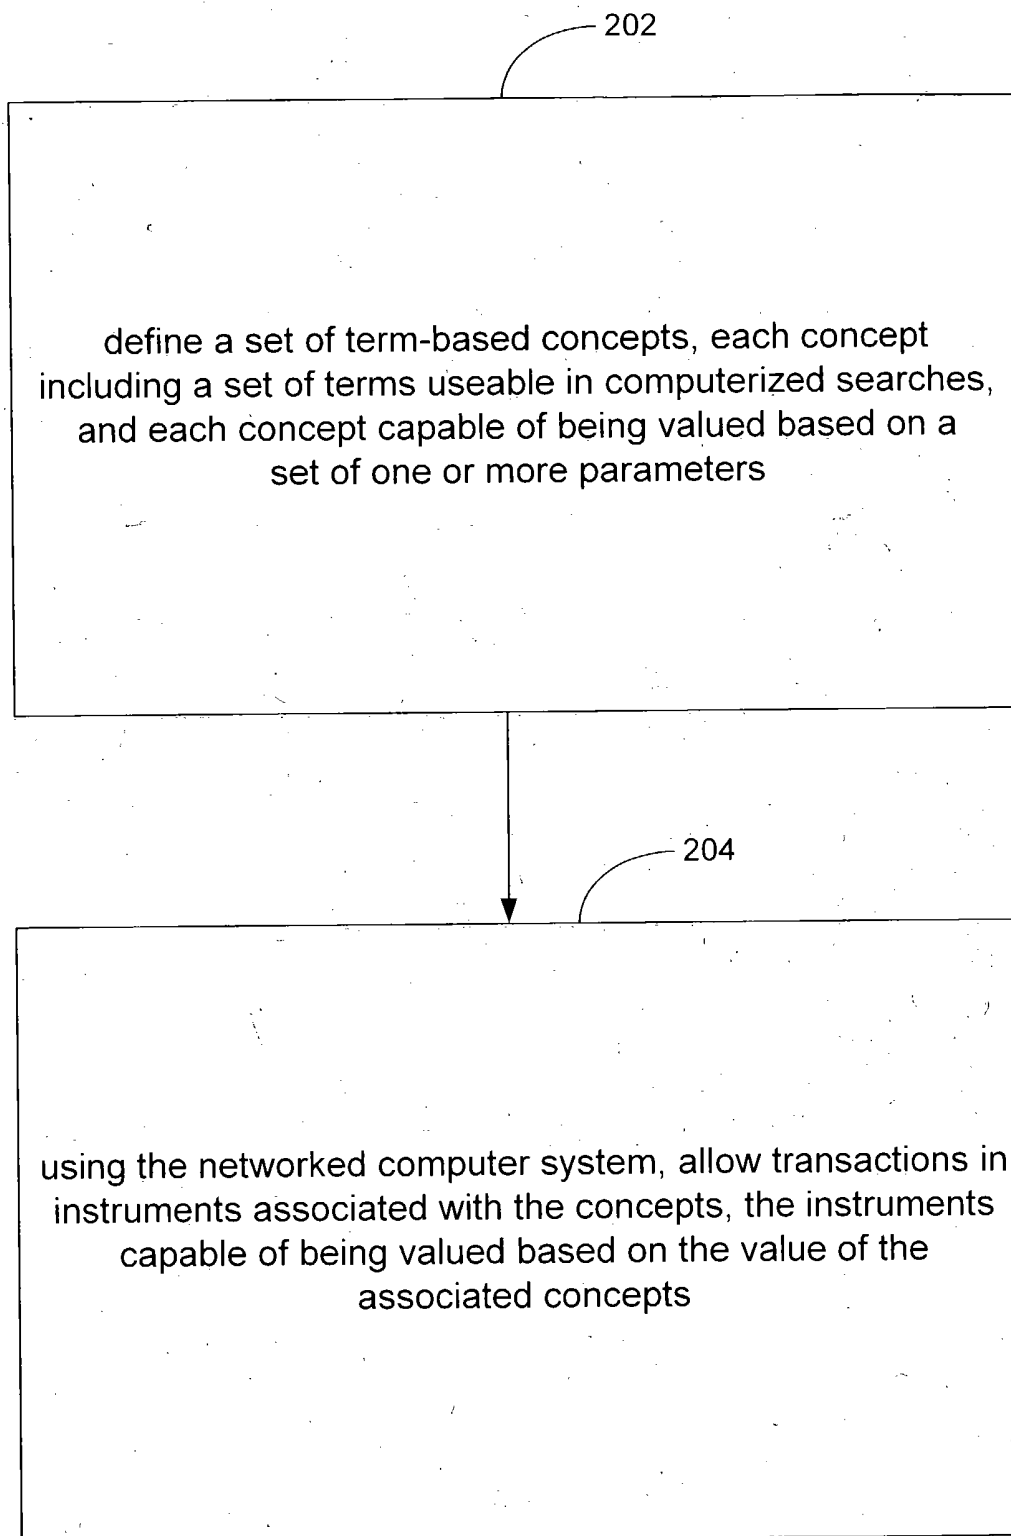 202
define a set of term-based concepts, each concept
including a set of terms useable in computerized searches,
and each concept capable of being valued based on a
set of one or more parameters
204
using the networked computer system, allow transactions in
instruments associated with the concepts, the instruments
capable of being valued based on the value of the
associated concepts